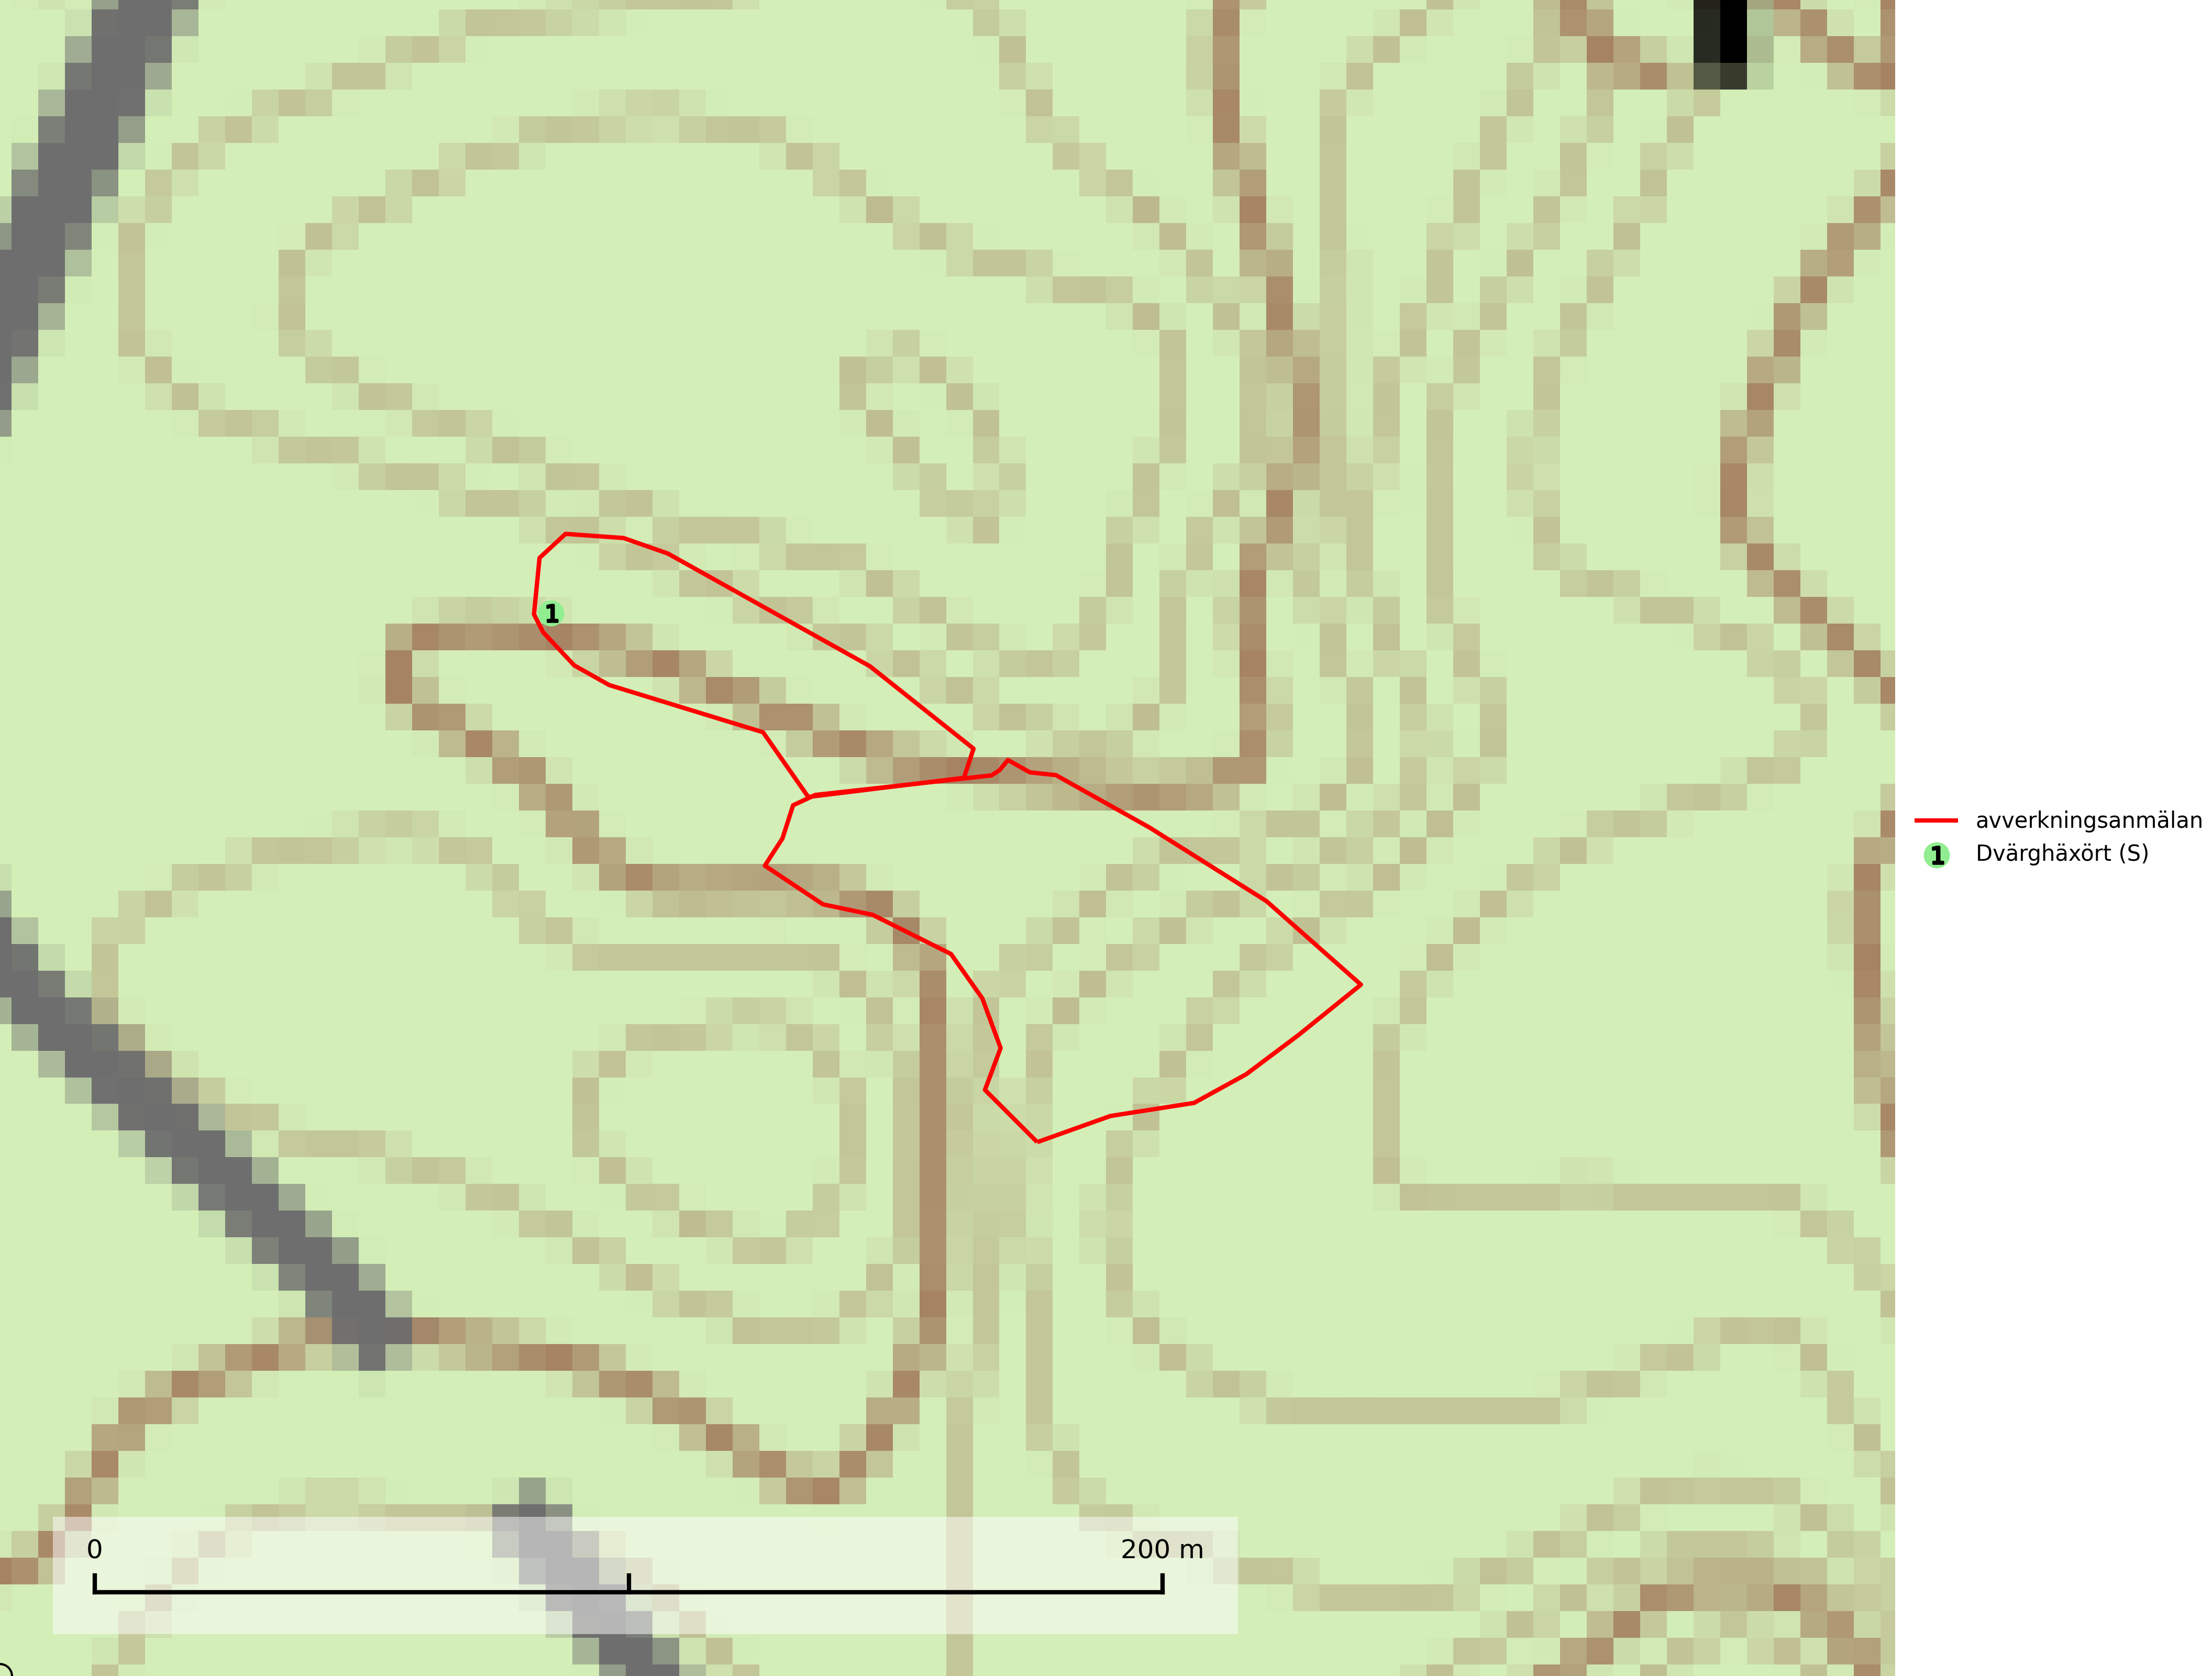 1
avverkningsanmälan
1 Dvärghäxört (S)
0 200 m